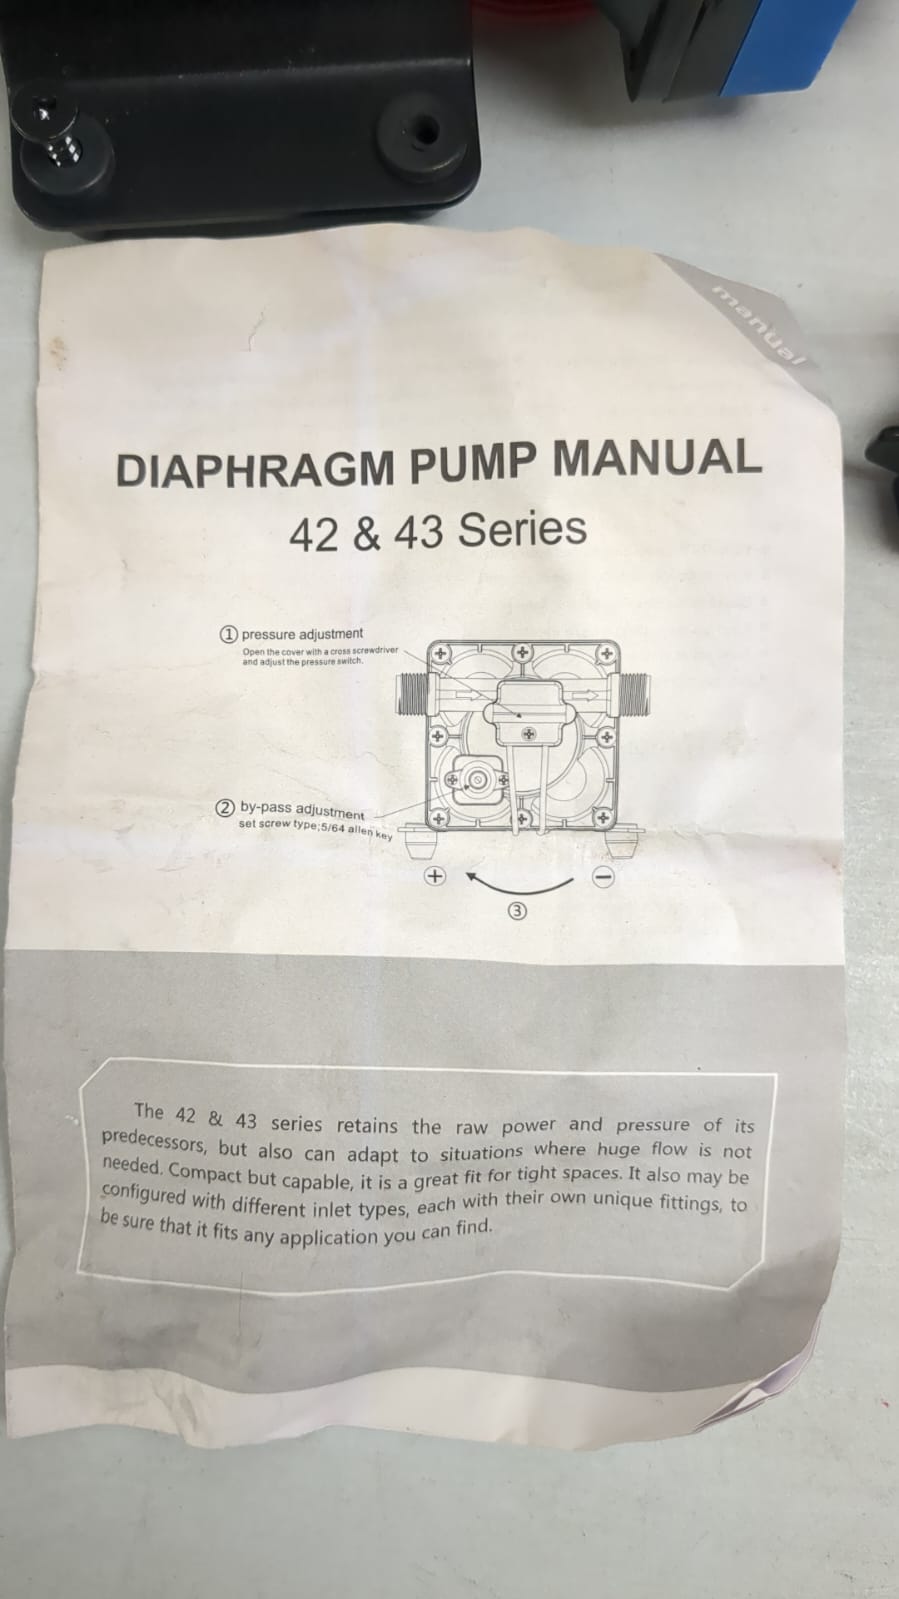 manual
DIAPHRAGM PUMP MANUAL
42 & 43 Series
① pressure adjustment
Open the cover with a cross screwdriver
and adjust the pressure switch.
② by-pass adjustment
set screw type;5/64 allen key
+ −
③
The 42 & 43 series retains the raw power and pressure of its
predecessors, but also can adapt to situations where huge flow is not
needed. Compact but capable, it is a great fit for tight spaces. It also may be
configured with different inlet types, each with their own unique fittings, to
be sure that it fits any application you can find.